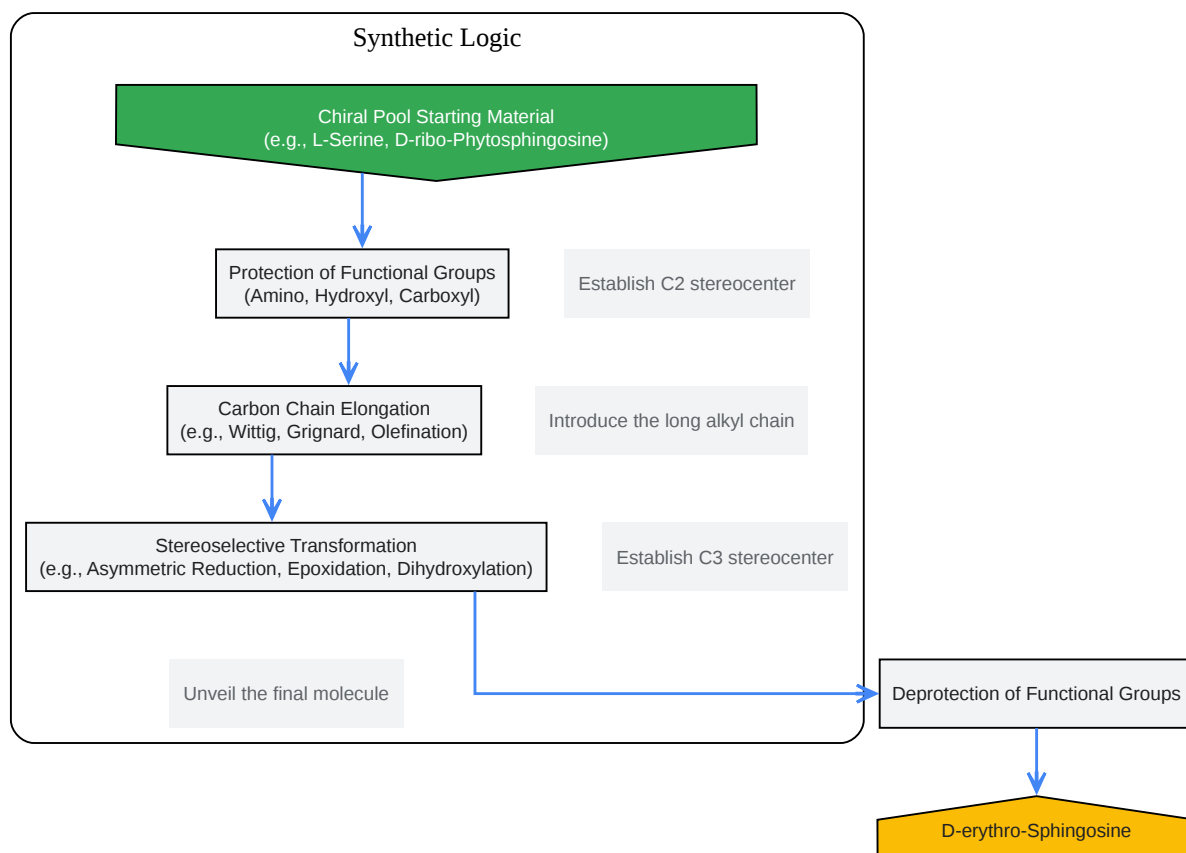 Synthetic Logic
Chiral Pool Starting Material
(e.g., L-Serine, D-ribo-Phytosphingosine)
Protection of Functional Groups
(Amino, Hydroxyl, Carboxyl)
Establish C2 stereocenter
Carbon Chain Elongation
(e.g., Wittig, Grignard, Olefination)
Introduce the long alkyl chain
Stereoselective Transformation
(e.g., Asymmetric Reduction, Epoxidation, Dihydroxylation)
Establish C3 stereocenter
Unveil the final molecule
Deprotection of Functional Groups
D-erythro-Sphingosine